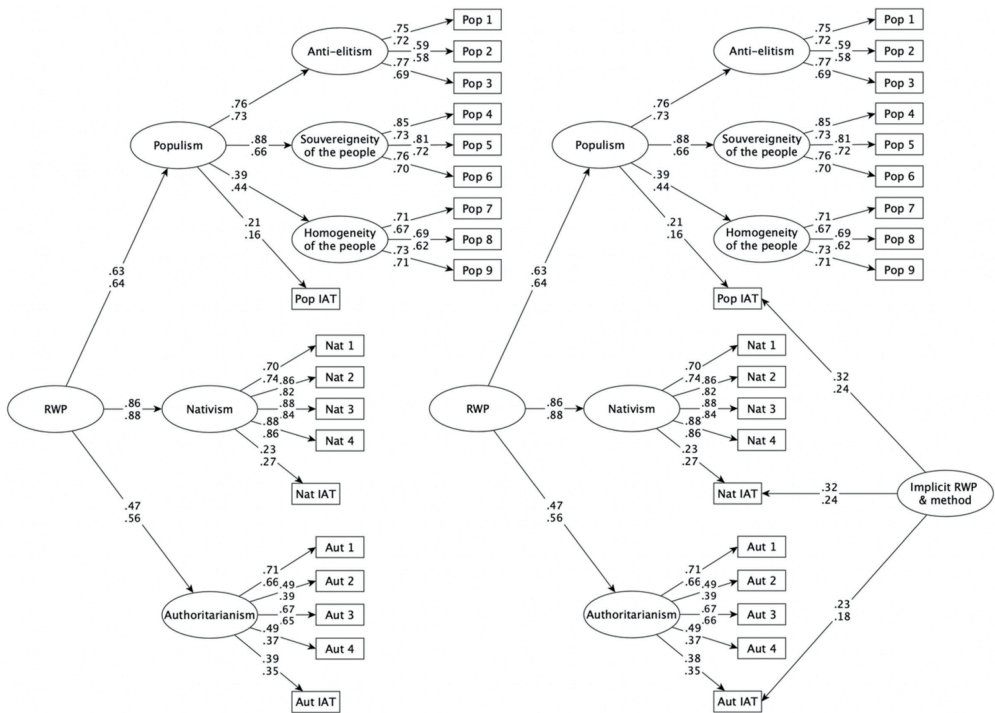 Pop 1
.75
.72
Anti-elitism
.59
.58
Pop 2
.77
.69
Pop 3
.76
.73
Pop 4
.85
.73
Populism
.88
.66
Souvereignity
of the people
.81
.72
Pop 5
.76
.70
Pop 6
.39
.44
Pop 7
.71
.67
.21
.16
Homogeneity
of the people
.69
.62
Pop 8
.73
.71
Pop 9
.63
.64
Pop IAT
Nat 1
.70
.74
.86
.82
Nat 2
RWP
.86
.88
Nativism
.88
.84
Nat 3
.88
.86
Nat 4
.23
.27
Nat IAT
.47
.56
Aut 1
.71
.66
.49
.39
Aut 2
Authoritarianism
.67
.65
Aut 3
.49
.37
Aut 4
.39
.35
Aut IAT
Pop 1
.75
.72
Anti-elitism
.59
.58
Pop 2
.77
.69
Pop 3
.76
.73
Pop 4
.85
.73
Populism
.88
.66
Souvereignity
of the people
.81
.72
Pop 5
.76
.70
Pop 6
.39
.44
Pop 7
.71
.67
.21
.16
Homogeneity
of the people
.69
.62
Pop 8
.73
.71
Pop 9
.63
.64
Pop IAT
Nat 1
.70
.74
.86
.82
Nat 2
.32
.24
RWP
.86
.88
Nativism
.88
.84
Nat 3
.88
.86
Nat 4
.23
.27
Nat IAT
.32
.24
Implicit RWP
& method
.47
.56
Aut 1
.71
.66
.49
.39
Aut 2
Authoritarianism
.67
.66
Aut 3
.23
.18
.49
.37
Aut 4
.38
.35
Aut IAT